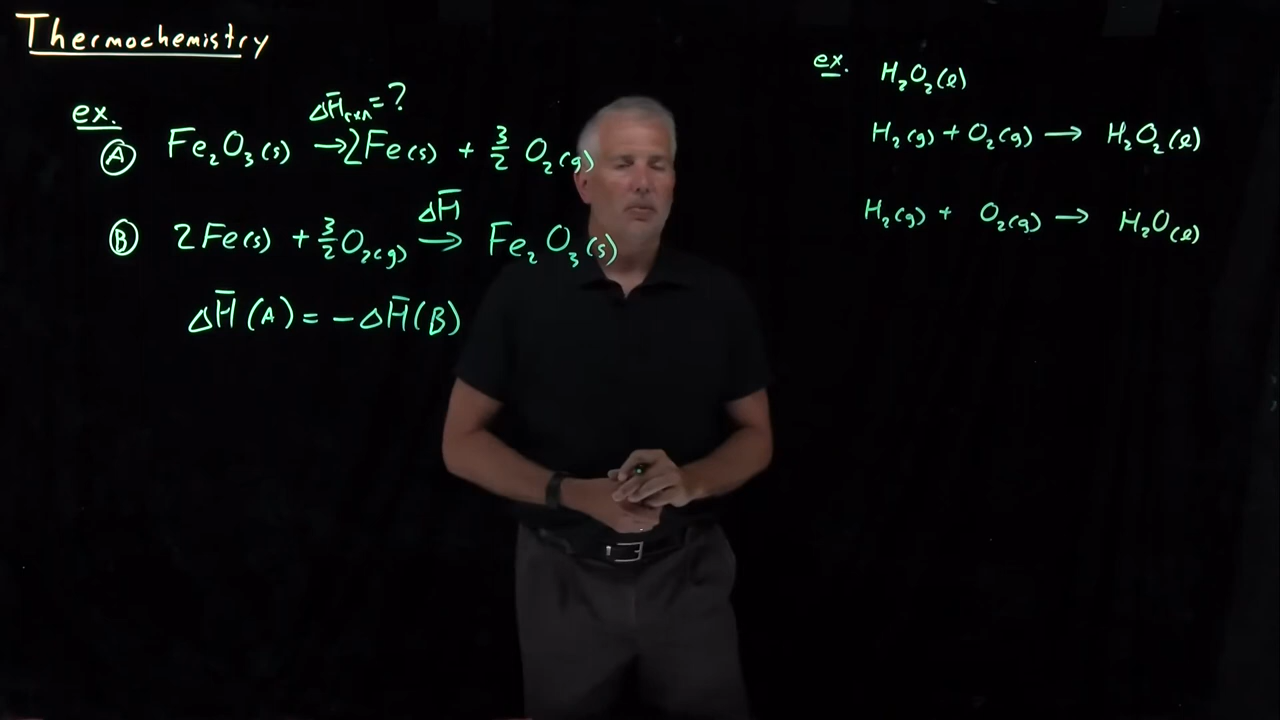 Thermochemistry
ex.
ΔH̄rxn = ?
Ⓐ Fe₂O₃(s) → 2Fe(s) + 3/2 O₂(g)
ΔH̄
Ⓑ 2Fe(s) + 3/2 O₂(g) → Fe₂O₃(s)
ΔH̄(A) = -ΔH̄(B)
ex. H₂O₂(l)
H₂(g) + O₂(g) → H₂O₂(l)
H₂(g) + O₂(g) → H₂O(l)